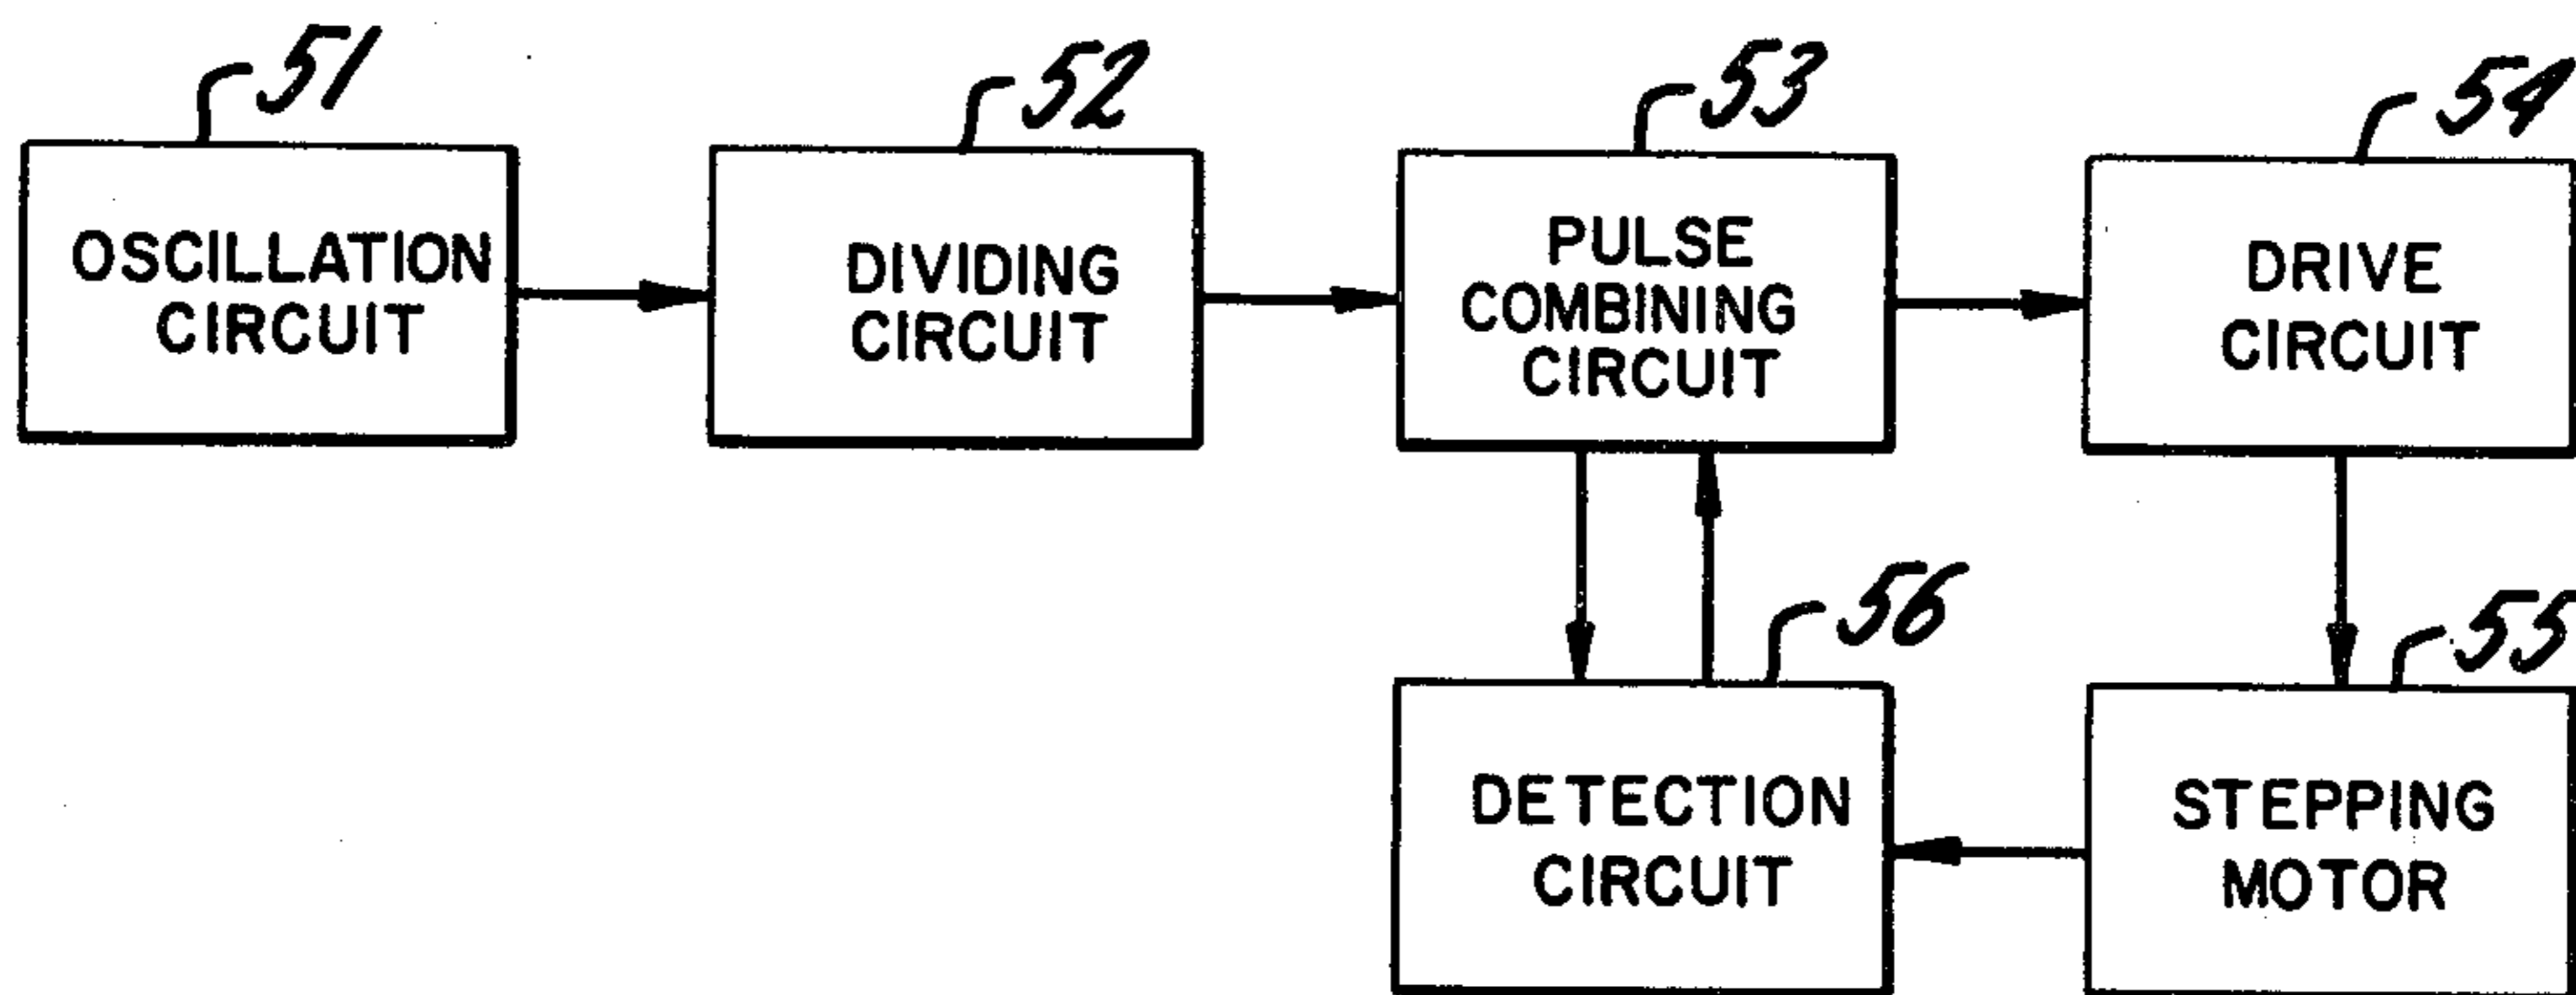 51
52
53
54
OSCILLATION
CIRCUIT
DIVIDING
CIRCUIT
PULSE
COMBINING
CIRCUIT
DRIVE
CIRCUIT
56
55
DETECTION
CIRCUIT
STEPPING
MOTOR